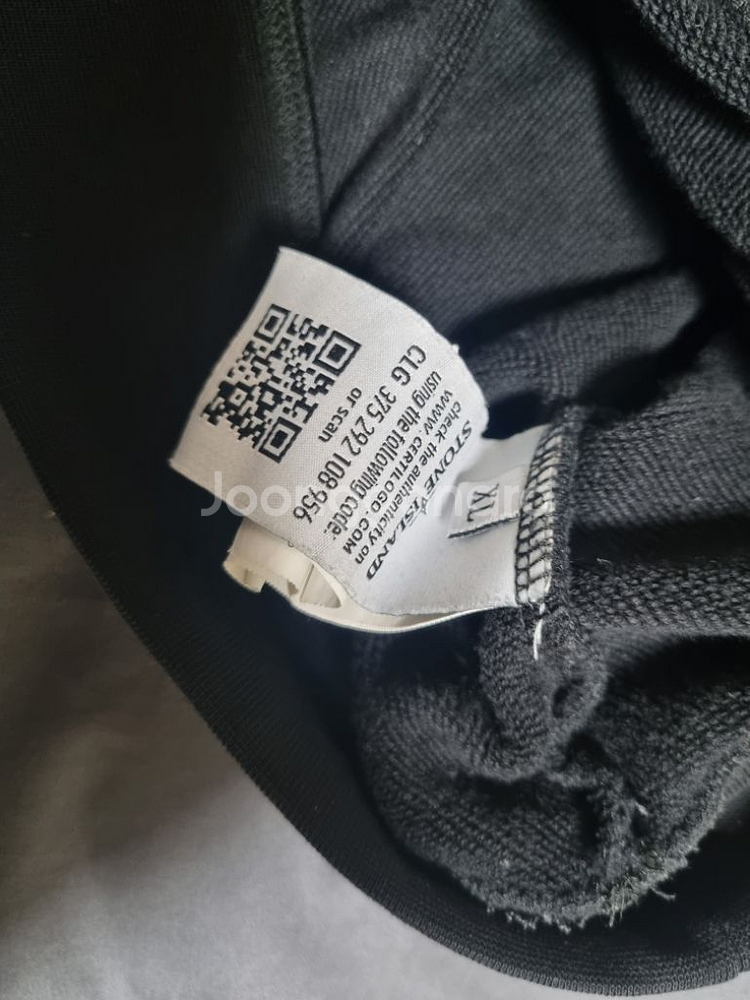 STONE ISLAND
check the authenticity on
WWW.CERTILOGO.COM
using the following code:
CLG 375 292 108 956
or scan
XL